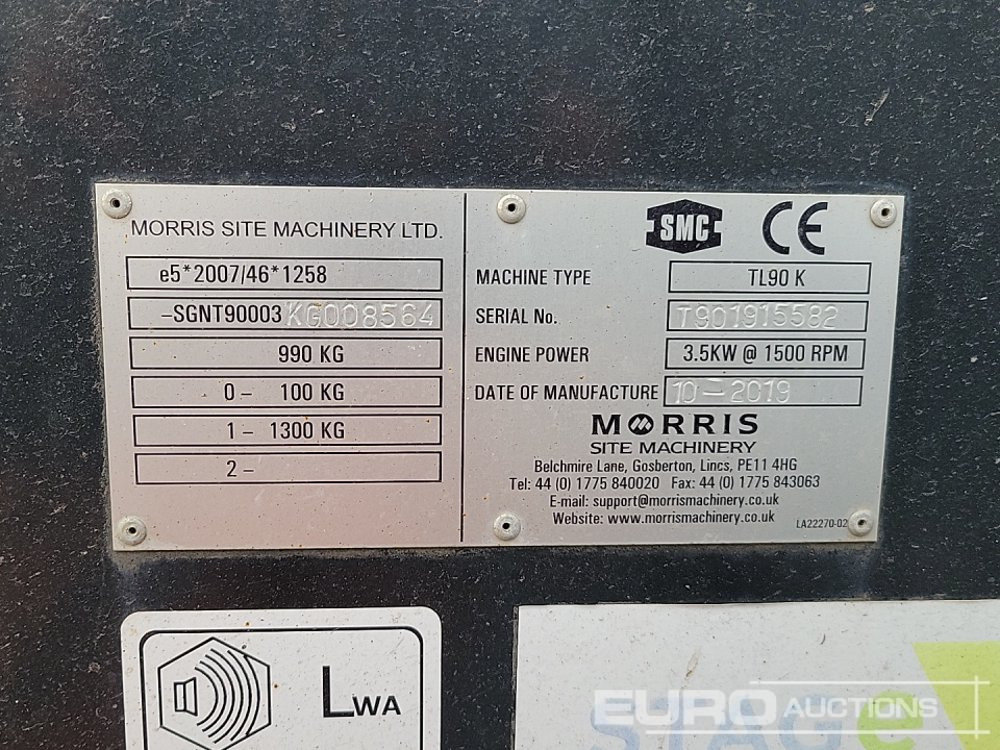 MORRIS SITE MACHINERY LTD.
e5*2007/46*1258
-SGNT90003 KG008564
990 KG
0- 100 KG
1- 1300 KG
2-
SMC CE
MACHINE TYPE TL90 K
SERIAL No. T901915582
ENGINE POWER 3.5KW @ 1500 RPM
DATE OF MANUFACTURE 10-2019
MORRIS
SITE MACHINERY
Belchmire Lane, Gosberton, Lincs, PE11 4HG
Tel: 44 (0) 1775 840020 Fax: 44 (0) 1775 843063
E-mail: support@morrismachinery.co.uk
Website: www.morrismachinery.co.uk
LA22270-02
LWA
STAGE
EURO AUCTIONS